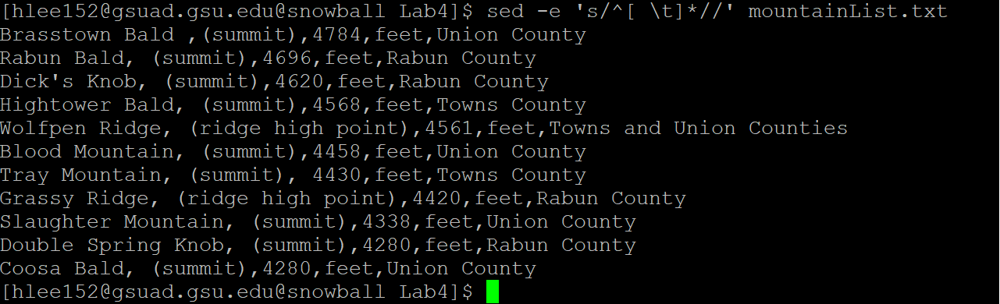 [hlee152@gsuad.gsu.edu@snowball Lab4]$ sed -e 's/^[ \t]*//' mountainList.txt
Brasstown Bald ,(summit),4784,feet,Union County
Rabun Bald, (summit),4696,feet,Rabun County
Dick's Knob, (summit),4620,feet,Rabun County
Hightower Bald, (summit),4568,feet,Towns County
Wolfpen Ridge, (ridge high point),4561,feet,Towns and Union Counties
Blood Mountain, (summit),4458,feet,Union County
Tray Mountain, (summit), 4430,feet,Towns County
Grassy Ridge, (ridge high point),4420,feet,Rabun County
Slaughter Mountain, (summit),4338,feet,Union County
Double Spring Knob, (summit),4280,feet,Rabun County
Coosa Bald, (summit),4280,feet,Union County
[hlee152@gsuad.gsu.edu@snowball Lab4]$